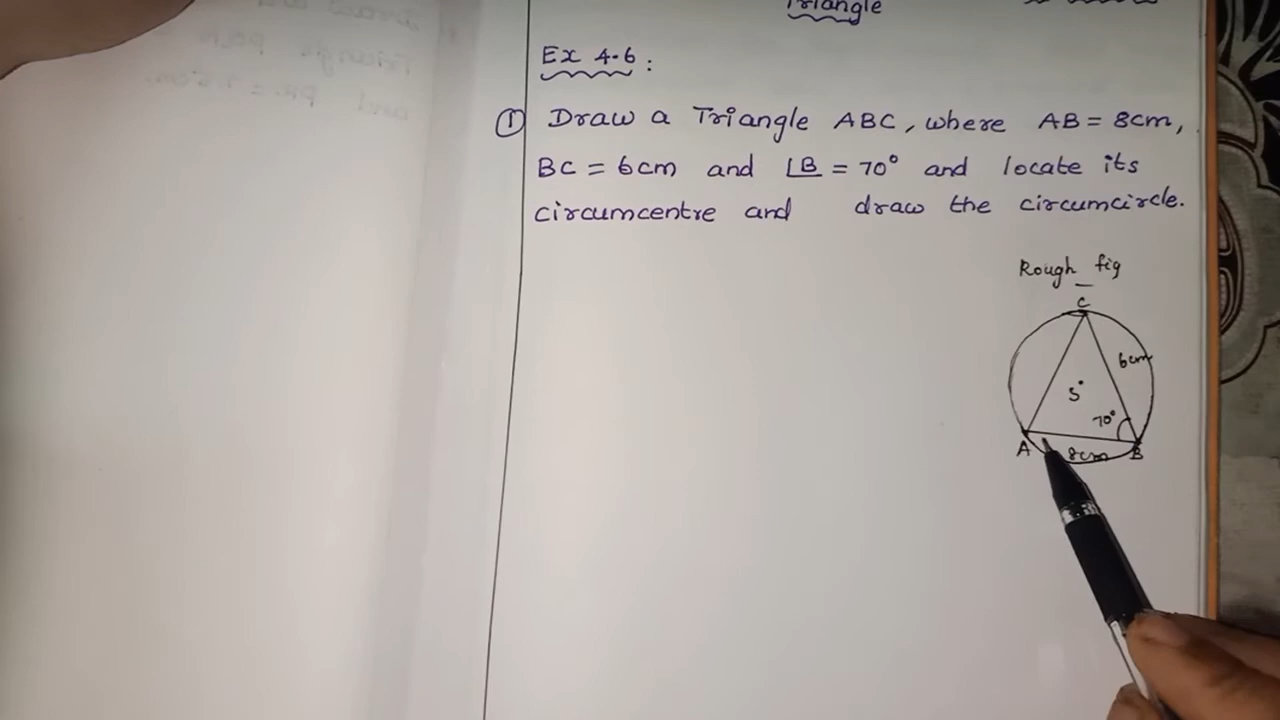 Triangle
Ex 4.6 :
① Draw a Triangle ABC, where AB = 8cm,
BC = 6cm and ∠B = 70° and locate its
circumcentre and draw the circumcircle.
Rough fig
C
6cm
S
70°
A 8cm B